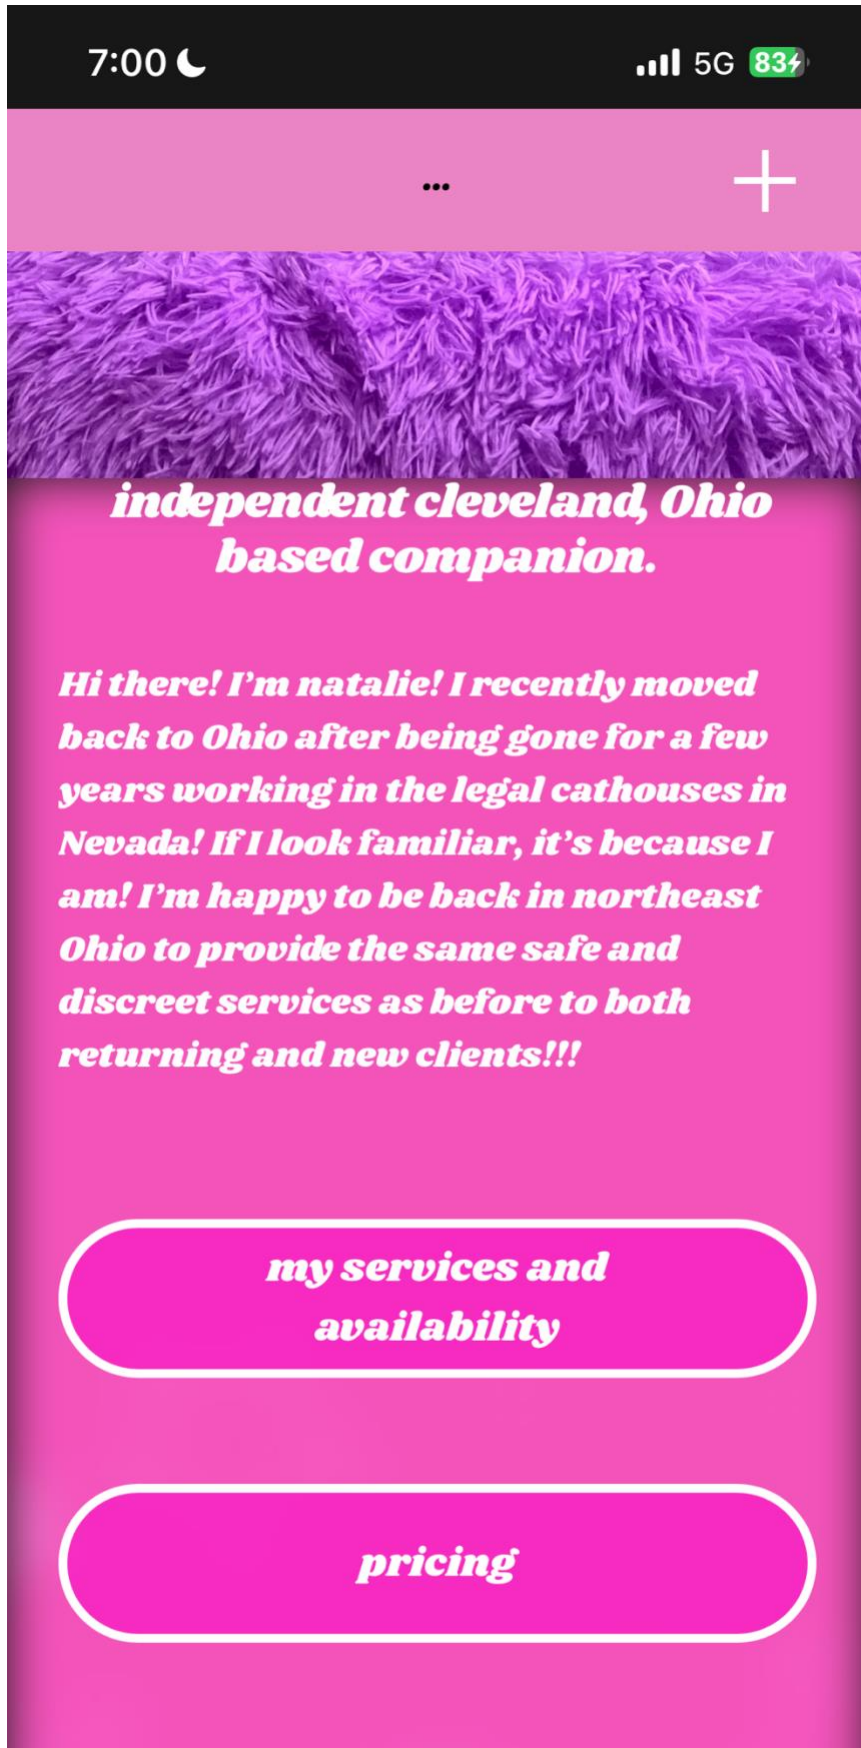 7:00
5G 83
...
independent cleveland, Ohio
based companion.
Hi there! I'm natalie! I recently moved
back to Ohio after being gone for a few
years working in the legal cathouses in
Nevada! If I look familiar, it's because I
am! I'm happy to be back in northeast
Ohio to provide the same safe and
discreet services as before to both
returning and new clients!!!
my services and
availability
pricing